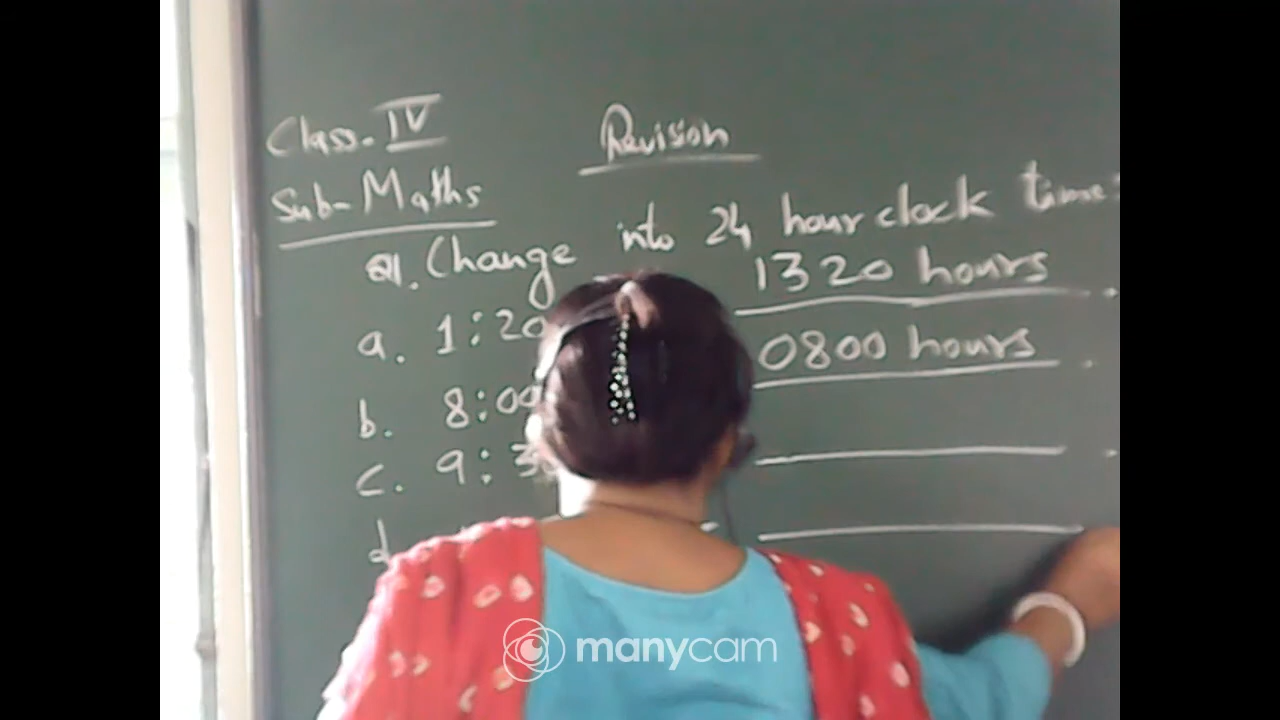 Class-IV
Revision
Sub-Maths
Q1. Change into 24 hour clock time:
a. 1:20 1320 hours.
b. 8:00 0800 hours.
c. 9:3
d.
manycam